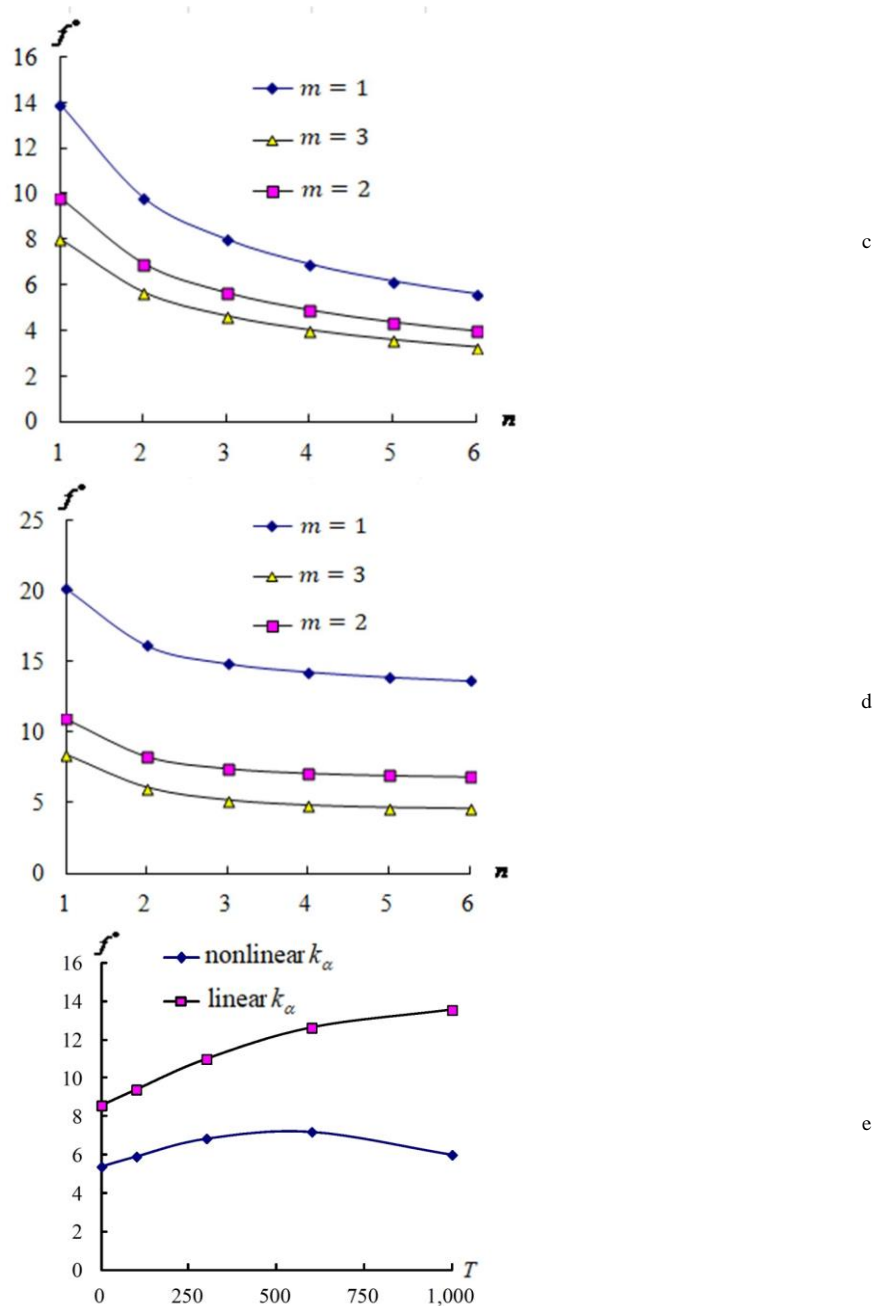 f*
16
m = 1
14
m = 3
12
m = 2
10
8
c
6
4
2
0
n
1 2 3 4 5 6
f*
25
m = 1
m = 3
20
m = 2
15
d
10
5
0
n
1 2 3 4 5 6
f*
16
nonlinear kα
14
linear kα
12
10
8
e
6
4
2
0
T
0 250 500 750 1,000